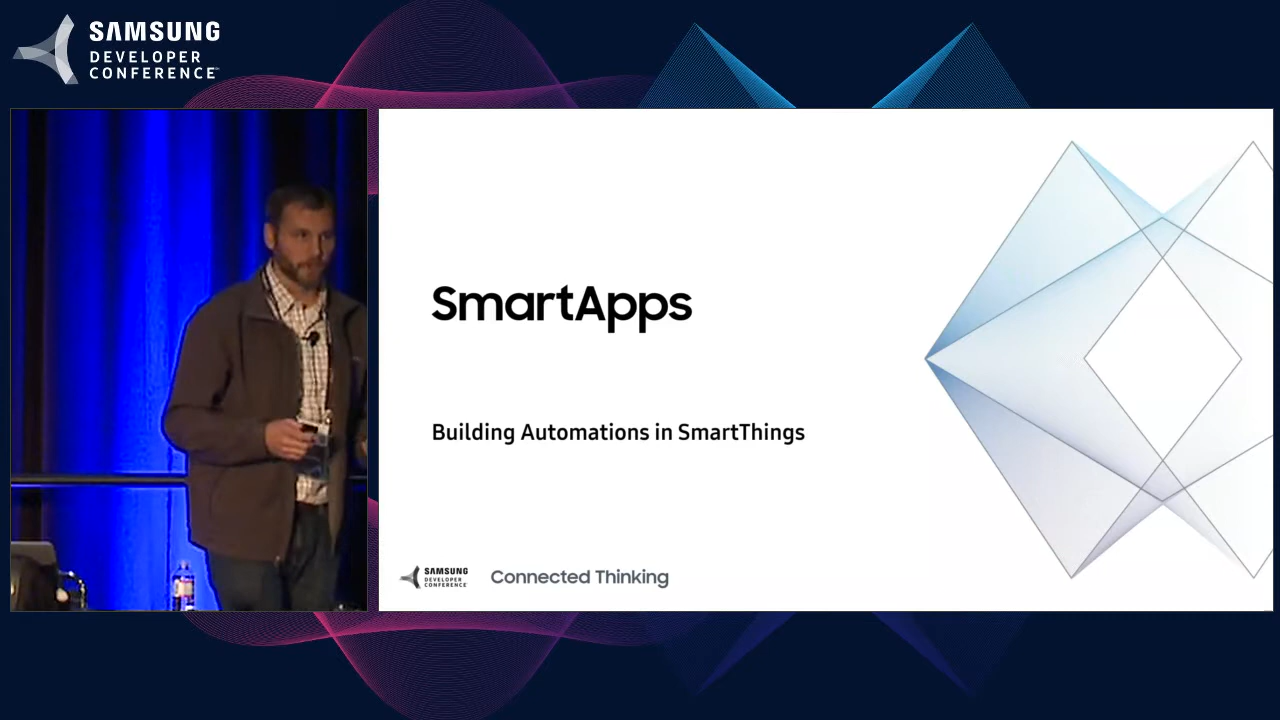 SAMSUNG
DEVELOPER
CONFERENCE
SmartApps
Building Automations in SmartThings
SAMSUNG
DEVELOPER
CONFERENCE
Connected Thinking